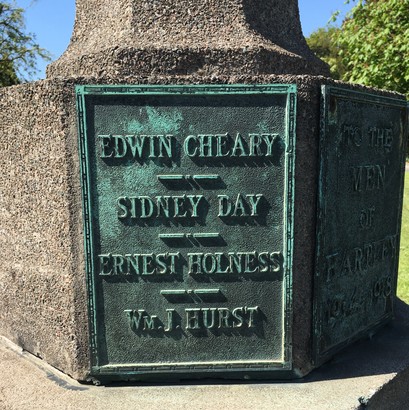 EDWIN CHEARY
SIDNEY DAY
ERNEST HOLNESS
WM. J. HURST
TO THE
MEN
OF